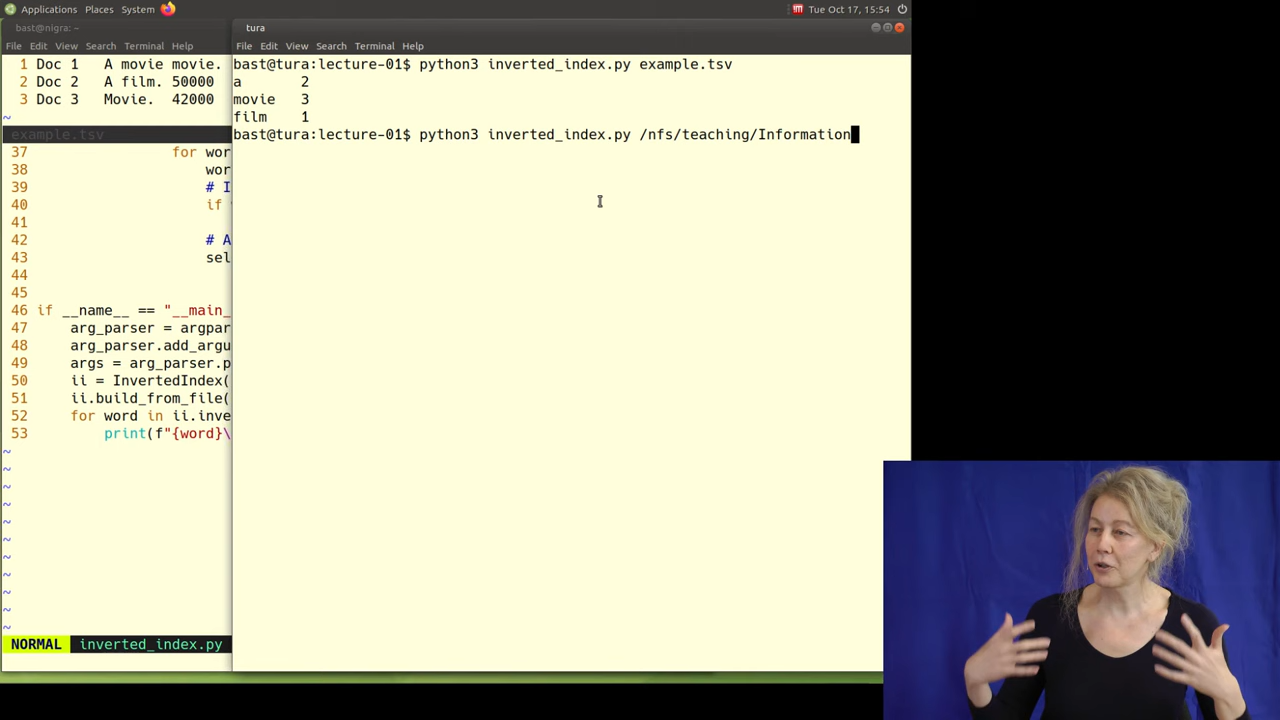 Applications Places System
Tue Oct 17, 15:54
bast@nigra: ~
File Edit View Search Terminal Help
1 Doc 1 A movie movie.
2 Doc 2 A film. 50000
3 Doc 3 Movie. 42000
~
example.tsv
37 for wor
38 wor
39 # I
40 if
41
42 # A
43 sel
44
45
46 if __name__ == "__main_
47 arg_parser = argpar
48 arg_parser.add_argu
49 args = arg_parser.p
50 ii = InvertedIndex(
51 ii.build_from_file(
52 for word in ii.inve
53 print(f"{word}\
~
~
~
~
~
~
~
~
~
~
~
NORMAL inverted_index.py
tura
File Edit View Search Terminal Help
bast@tura:lecture-01$ python3 inverted_index.py example.tsv
a 2
movie 3
film 1
bast@tura:lecture-01$ python3 inverted_index.py /nfs/teaching/Information